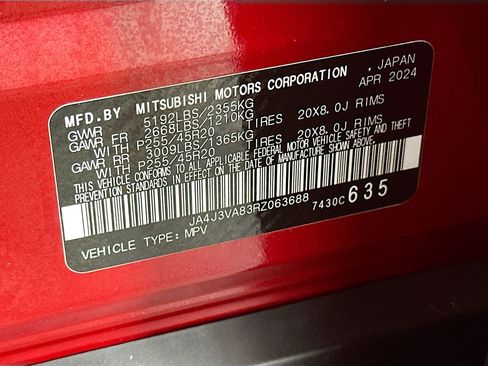 MFD.BY MITSUBISHI MOTORS CORPORATION, JAPAN
APR 2024
GVWR 5192LBS/2355KG
GAWR FR 2668LBS/1210KG
WITH P255/45R20 TIRES 20X8.0J RIMS
GAWR RR 3009LBS/1365KG
WITH P255/45R20 TIRES 20X8.0J RIMS
THIS VEHICLE CONFORMS TO ALL APPLICABLE FEDERAL MOTOR VEHICLE SAFETY, BUMPER, AND THEFT
PREVENTION STANDARDS IN EFFECT ON THE DATE OF MANUFACTURE SHOWN ABOVE.
JA4J3VA83RZ063688 7430C 635
VEHICLE TYPE: MPV